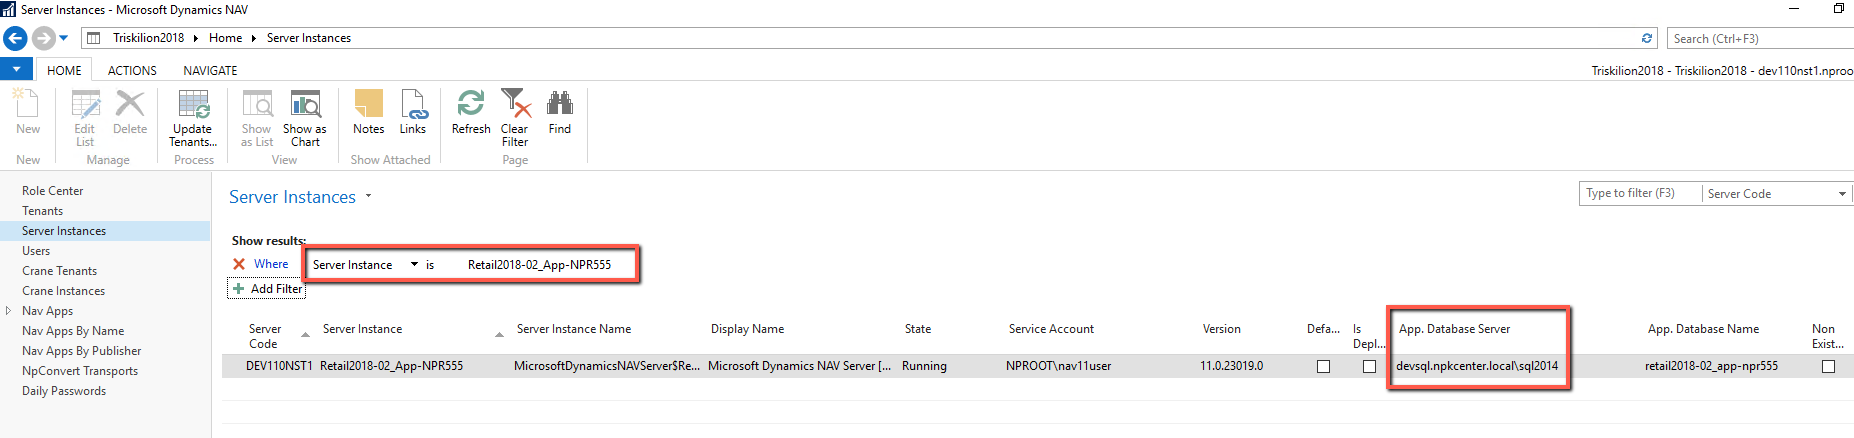 Server Instances - Microsoft Dynamics NAV
Triskilion2018 Home Server Instances
Search (Ctrl+F3)
HOME ACTIONS NAVIGATE
Triskilion2018 - Triskilion2018 - dev110nst1.nproo
New
Edit List
Delete
Update Tenants...
Show as List
Show as Chart
Notes
Links
Refresh
Clear Filter
Find
New Manage Process View Show Attached Page
Role Center
Tenants
Server Instances
Users
Crane Tenants
Crane Instances
Nav Apps
Nav Apps By Name
Nav Apps By Publisher
NpConvert Transports
Daily Passwords
Server Instances
Type to filter (F3) Server Code
Show results:
Where Server Instance is Retail2018-02_App-NPR555
Add Filter
Server Code Server Instance Server Instance Name Display Name State Service Account Version Defa... Is Depl... App. Database Server App. Database Name Non Exist...
DEV110NST1 Retail2018-02_App-NPR555 MicrosoftDynamicsNAVServer$Re... Microsoft Dynamics NAV Server [... Running NPROOT\nav11user 11.0.23019.0 devsql.npkcenter.local\sql2014 retail2018-02_app-npr555